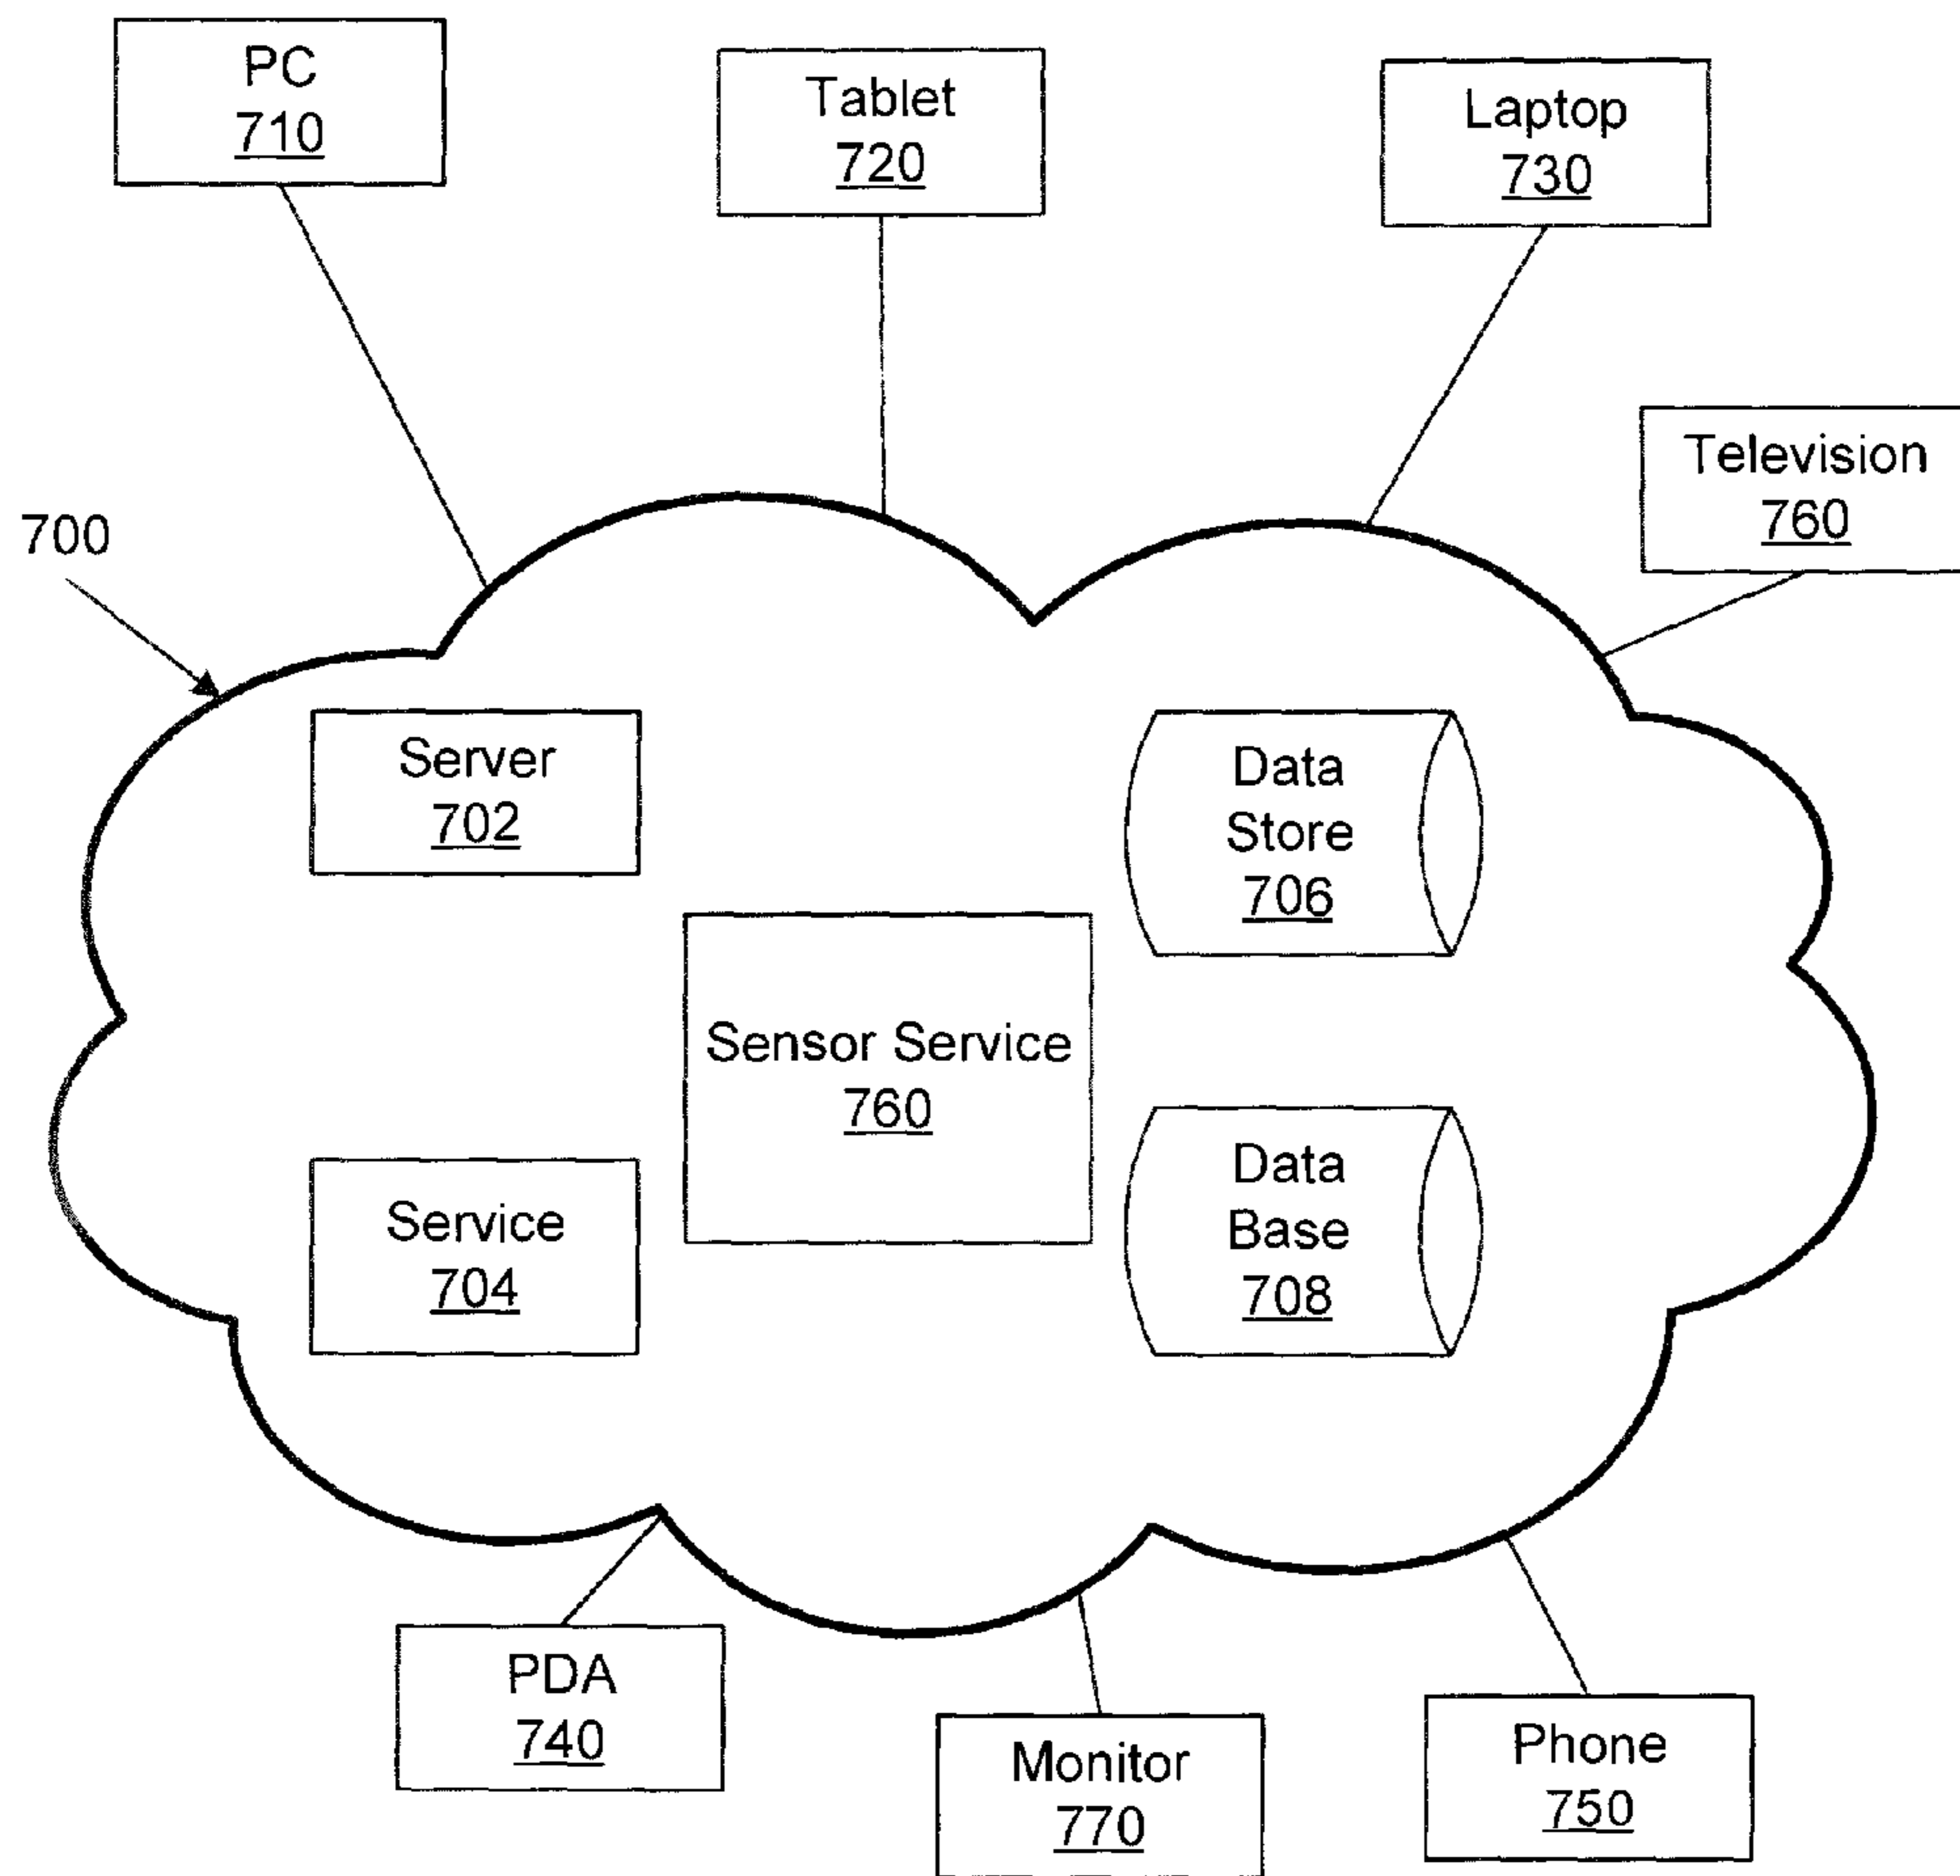 PC
710
Tablet
720
Laptop
730
Television
760
700
Server
702
Data
Store
706
Sensor Service
760
Service
704
Data
Base
708
PDA
740
Monitor
770
Phone
750